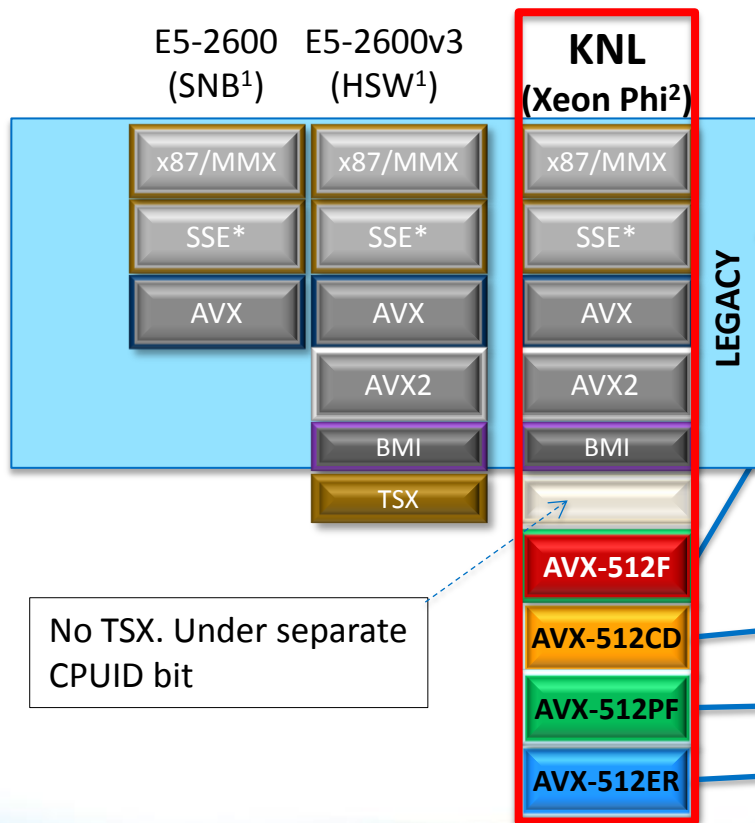 E5-2600 E5-2600v3 KNL
(SNB1) (HSW1) (Xeon Phi2)
x87/MMX x87/MMX x87/MMX
SSE* SSE* SSE*
AVX AVX AVX
AVX2 AVX2
BMI BMI
LEGACY
TSX
AVX-512F
No TSX. Under separate
CPUID bit
AVX-512CD
AVX-512PF
AVX-512ER